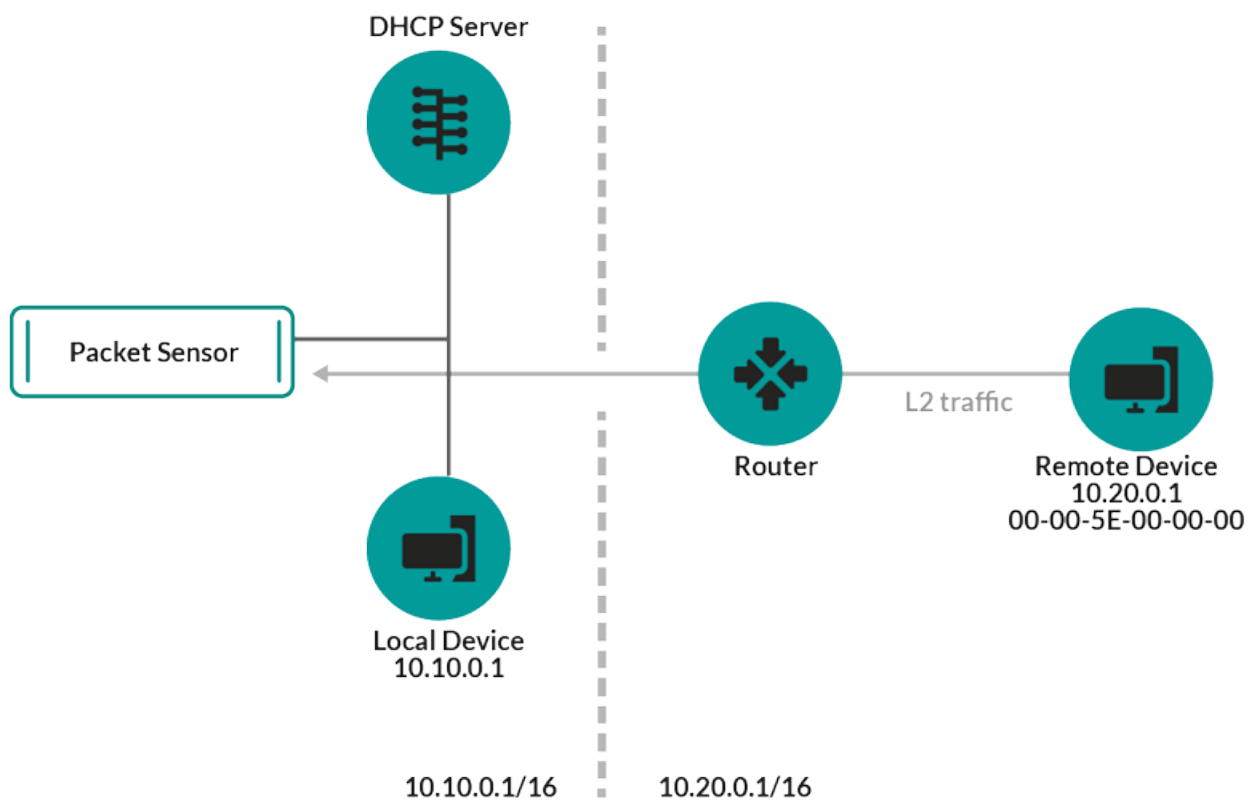 DHCP Server
Packet Sensor
L2 traffic
Router
Remote Device
10.20.0.1
00-00-5E-00-00-00
Local Device
10.10.0.1
10.10.0.1/16
10.20.0.1/16